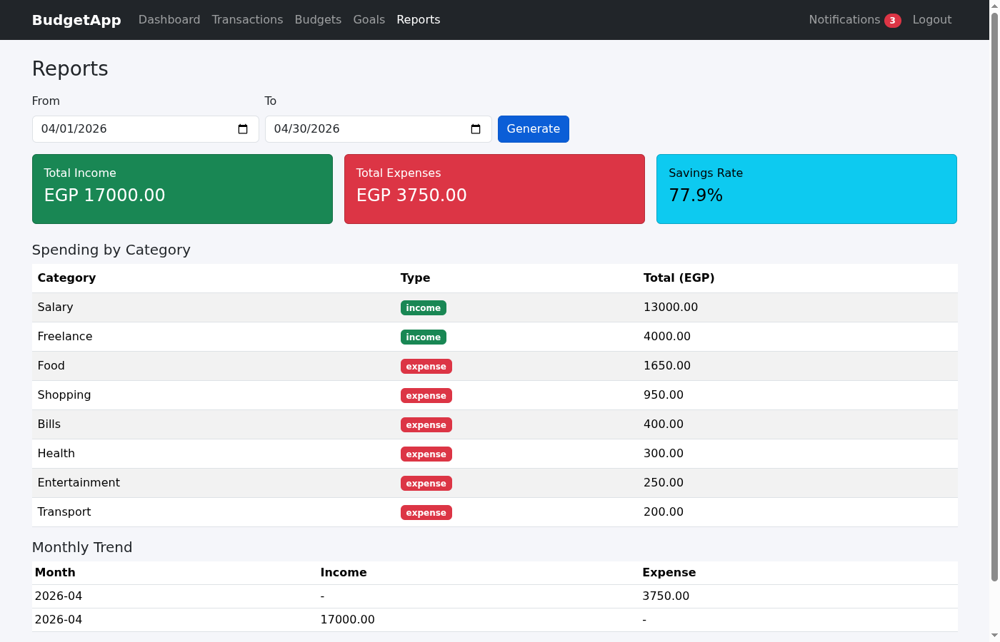 BudgetApp Dashboard Transactions Budgets Goals Reports Notifications 3 Logout
Reports
From To
04/01/2026 04/30/2026 Generate
Total Income Total Expenses Savings Rate
EGP 17000.00 EGP 3750.00 77.9%
Spending by Category
Category Type Total (EGP)
Salary income 13000.00
Freelance income 4000.00
Food expense 1650.00
Shopping expense 950.00
Bills expense 400.00
Health expense 300.00
Entertainment expense 250.00
Transport expense 200.00
Monthly Trend
Month Income Expense
2026-04 - 3750.00
2026-04 17000.00 -